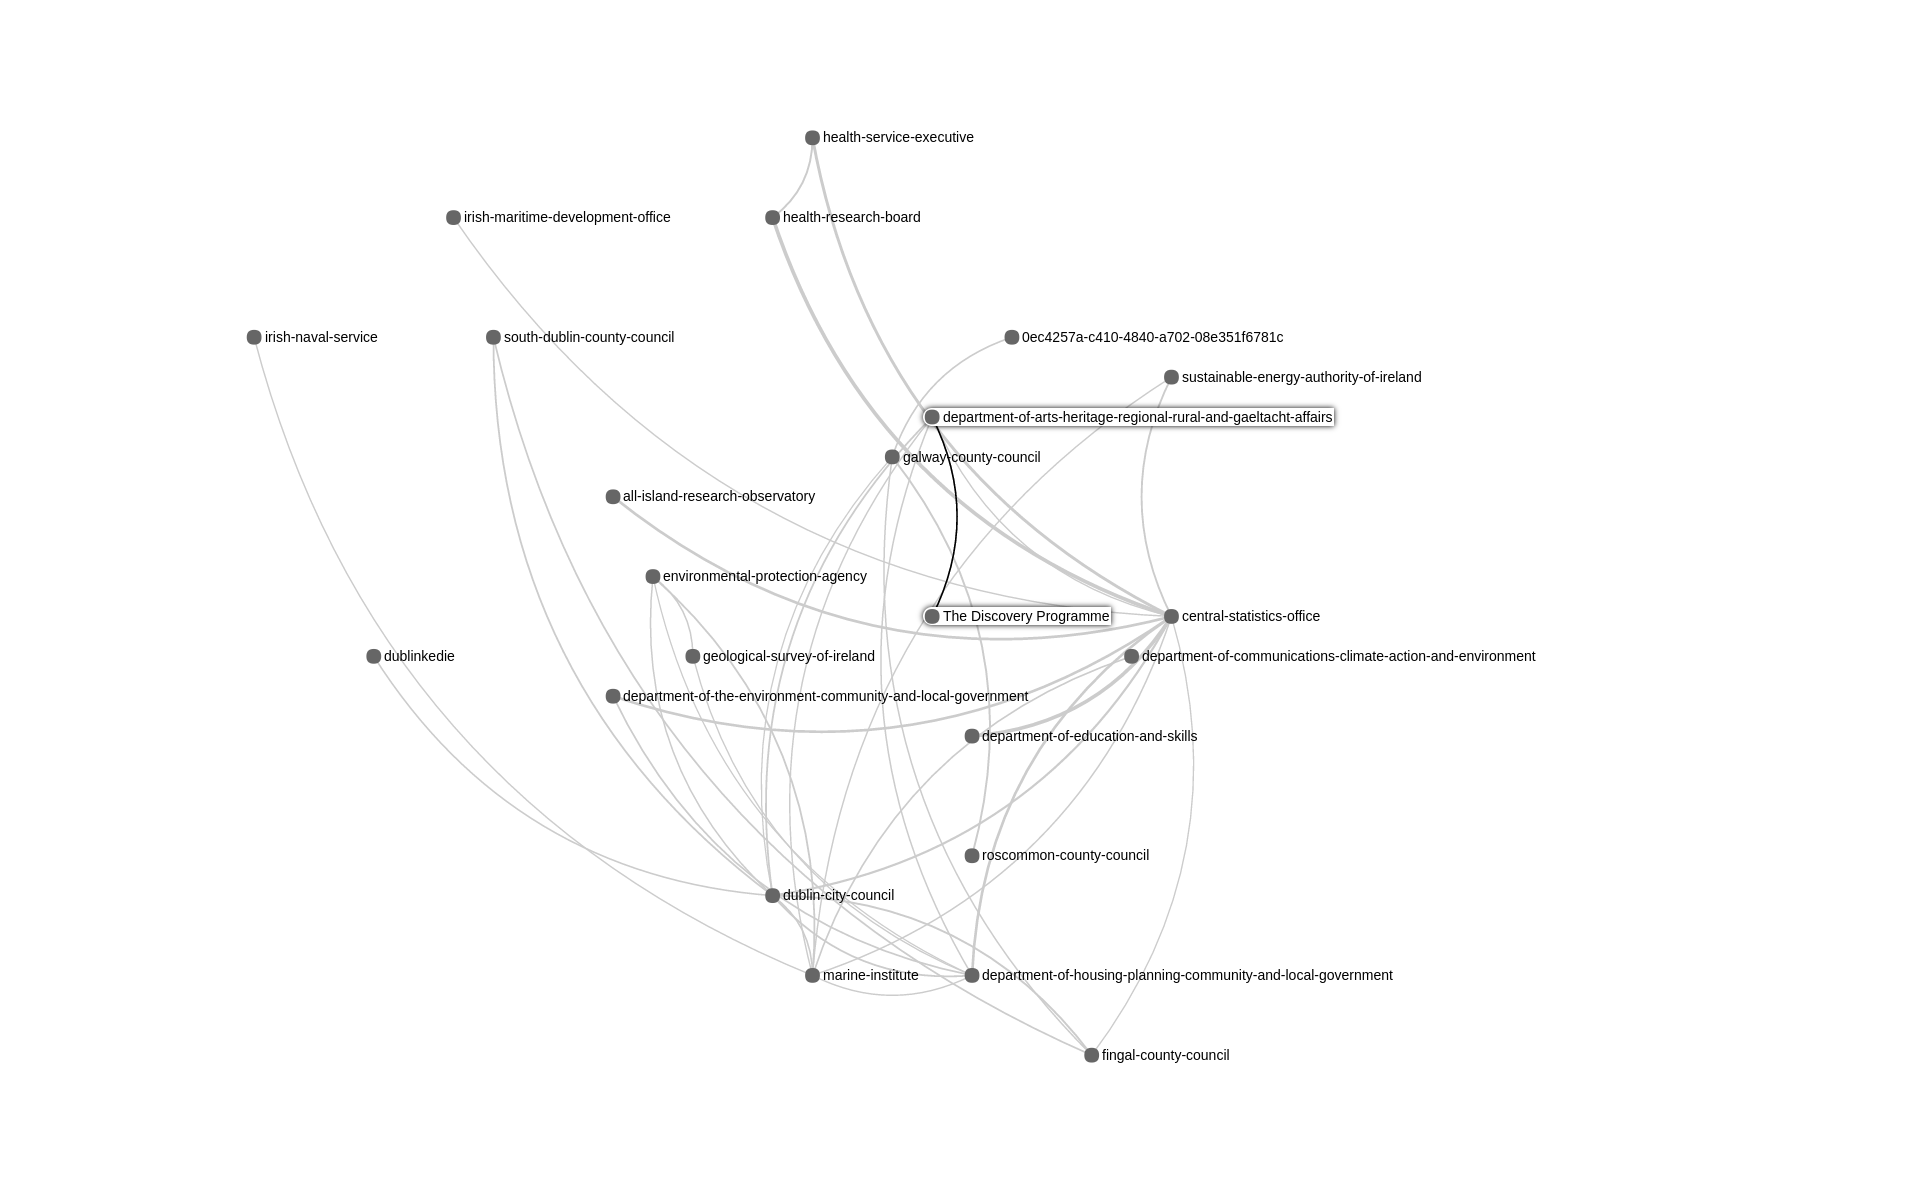 health-service-executive
irish-maritime-development-office
health-research-board
irish-naval-service
south-dublin-county-council
0ec4257a-c410-4840-a702-08e351f6781c
sustainable-energy-authority-of-ireland
department-of-arts-heritage-regional-rural-and-gaeltacht-affairs
galway-county-council
all-island-research-observatory
environmental-protection-agency
The Discovery Programme
central-statistics-office
dublinkedie
geological-survey-of-ireland
department-of-communications-climate-action-and-environment
department-of-the-environment-community-and-local-government
department-of-education-and-skills
roscommon-county-council
dublin-city-council
marine-institute
department-of-housing-planning-community-and-local-government
fingal-county-council